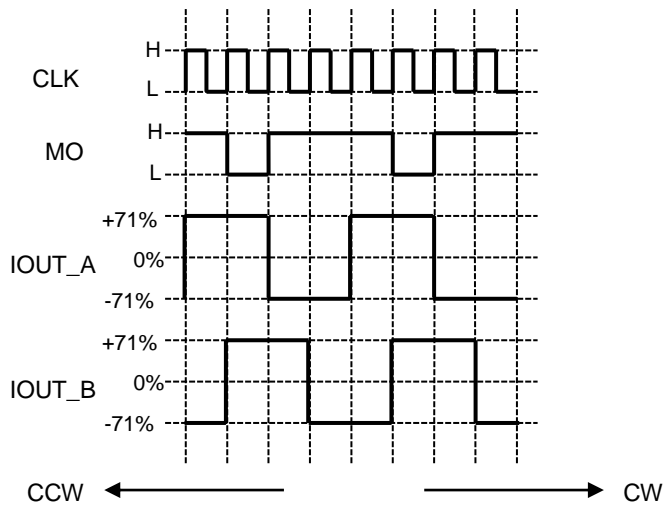 H
CLK
L
H
MO
L
+71%
IOUT_A
0%
-71%
+71%
IOUT_B
0%
-71%
CCW
CW